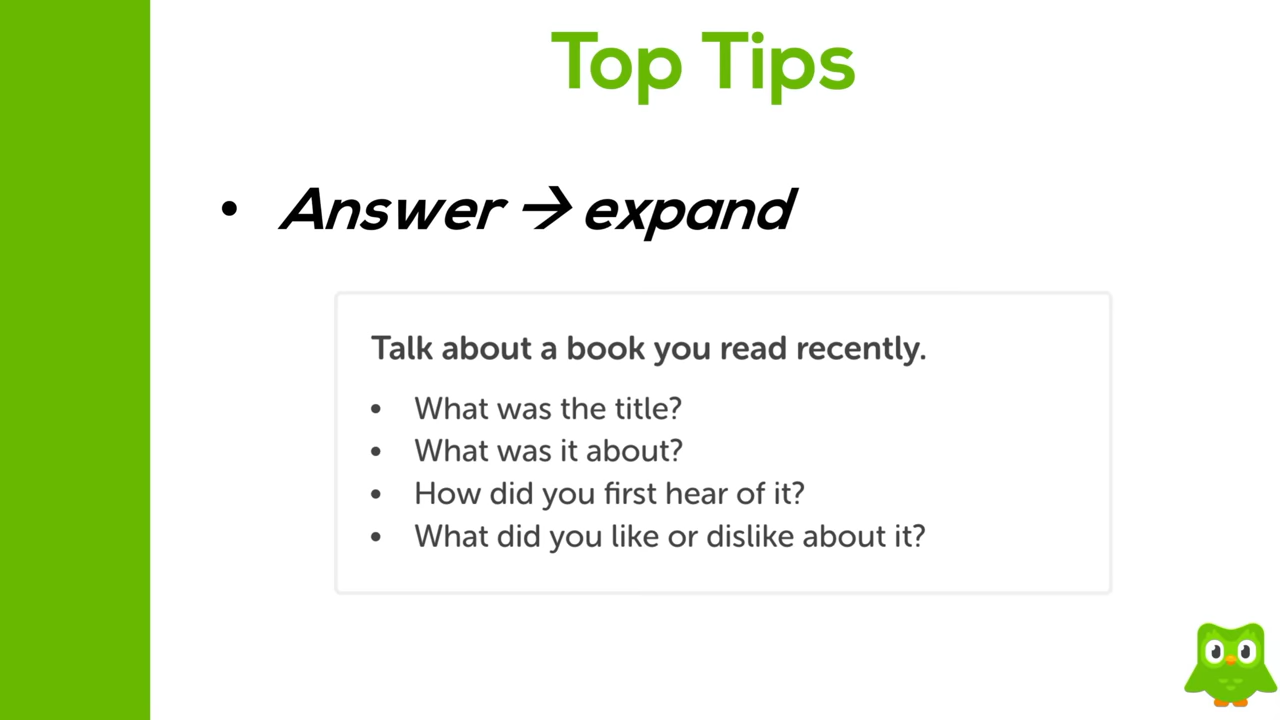 Top Tips
• Answer → expand
Talk about a book you read recently.
• What was the title?
• What was it about?
• How did you first hear of it?
• What did you like or dislike about it?